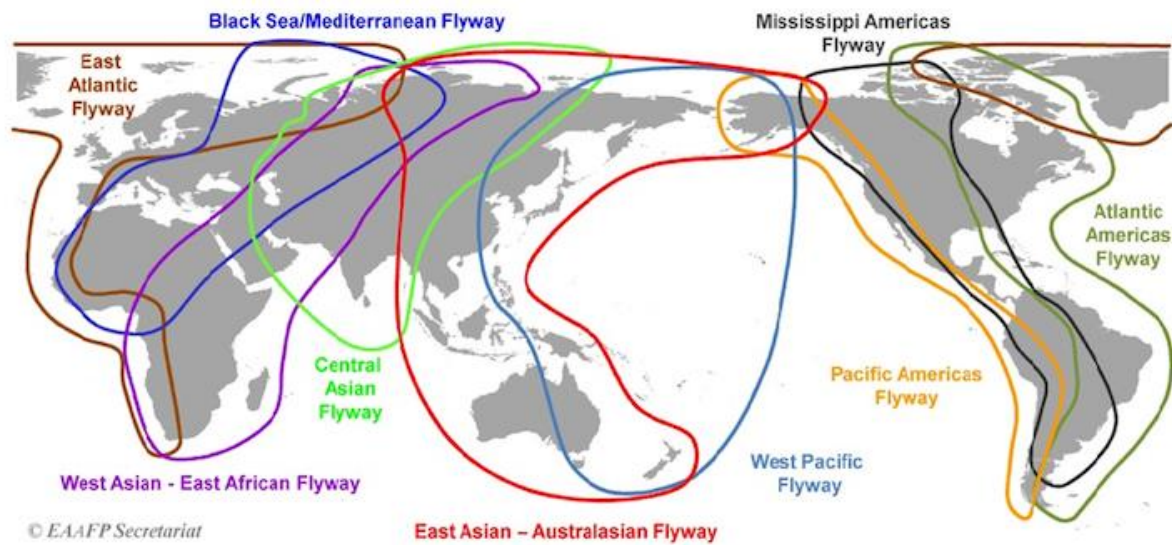 Black Sea/Mediterranean Flyway
Mississippi Americas
Flyway
East
Atlantic
Flyway
Atlantic
Americas
Flyway
Central
Asian
Flyway
Pacific Americas
Flyway
West Asian - East African Flyway
West Pacific
Flyway
© EAAFP Secretariat
East Asian – Australasian Flyway